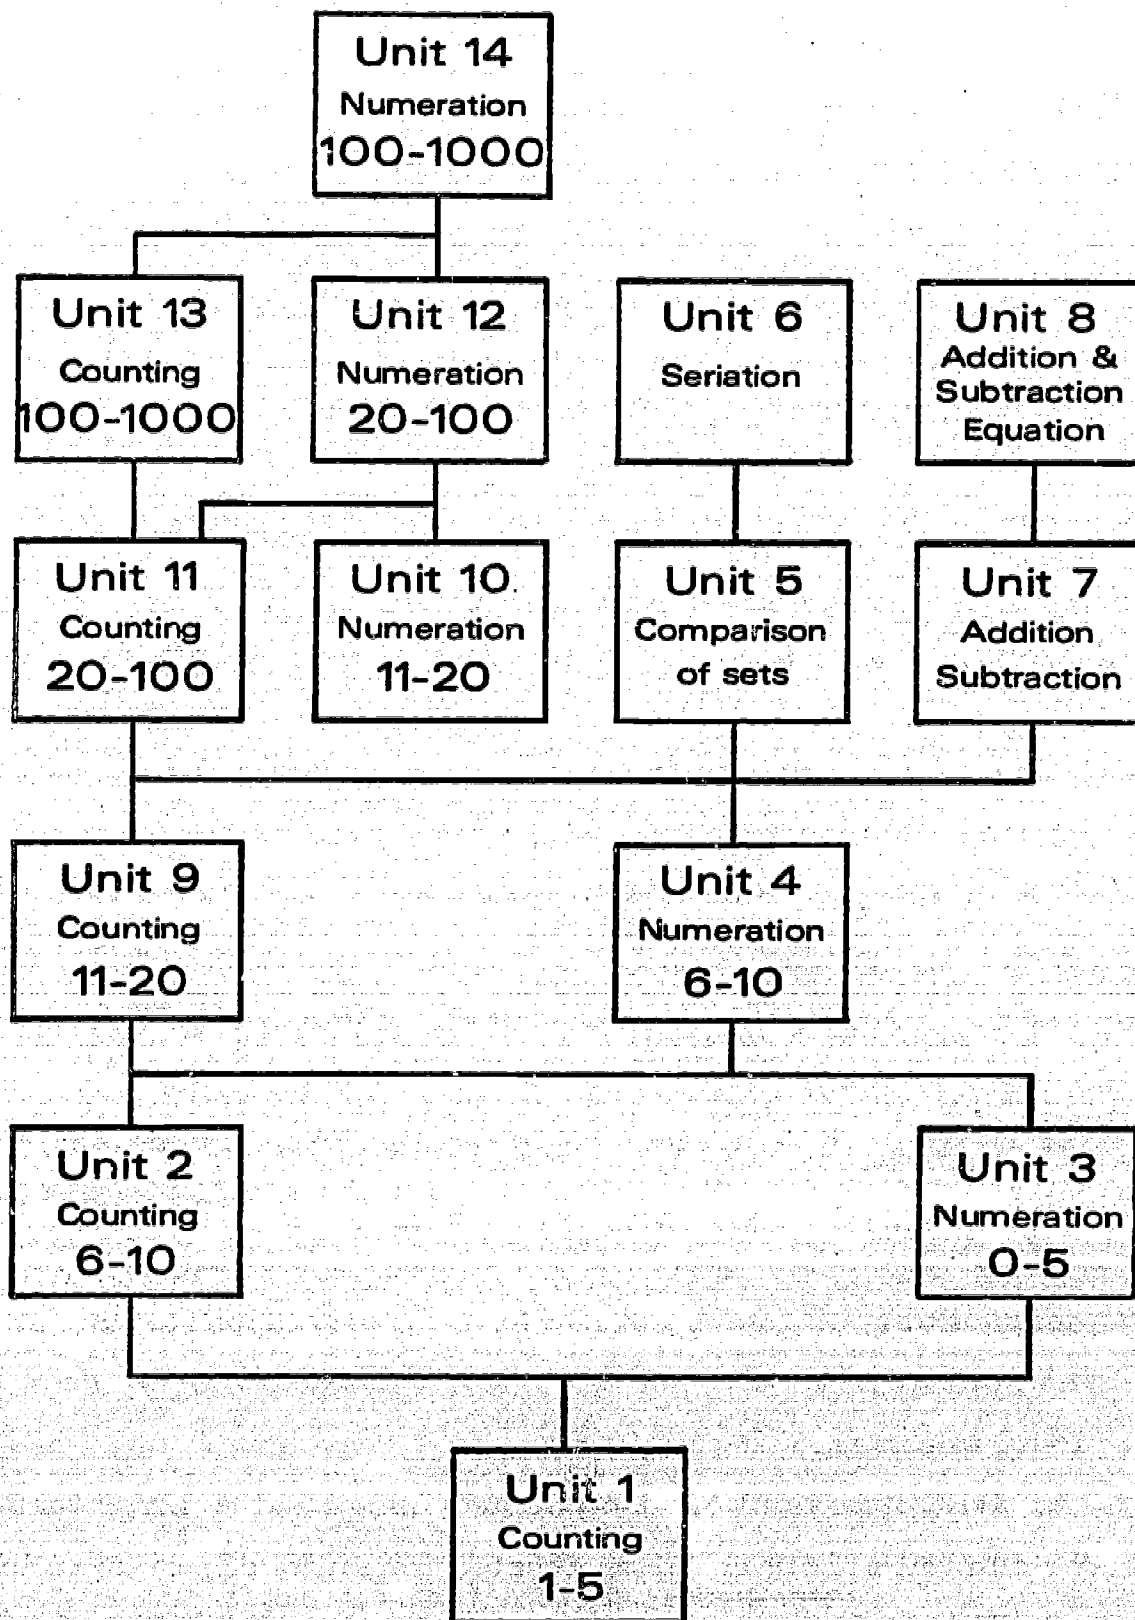 Unit 14
Numeration
100-1000
Unit 13
Counting
100-1000
Unit 12
Numeration
20-100
Unit 6
Seriation
Unit 8
Addition &
Subtraction
Equation
Unit 11
Counting
20-100
Unit 10
Numeration
11-20
Unit 5
Comparison
of sets
Unit 7
Addition
Subtraction
Unit 9
Counting
11-20
Unit 4
Numeration
6-10
Unit 2
Counting
6-10
Unit 3
Numeration
0-5
Unit 1
Counting
1-5